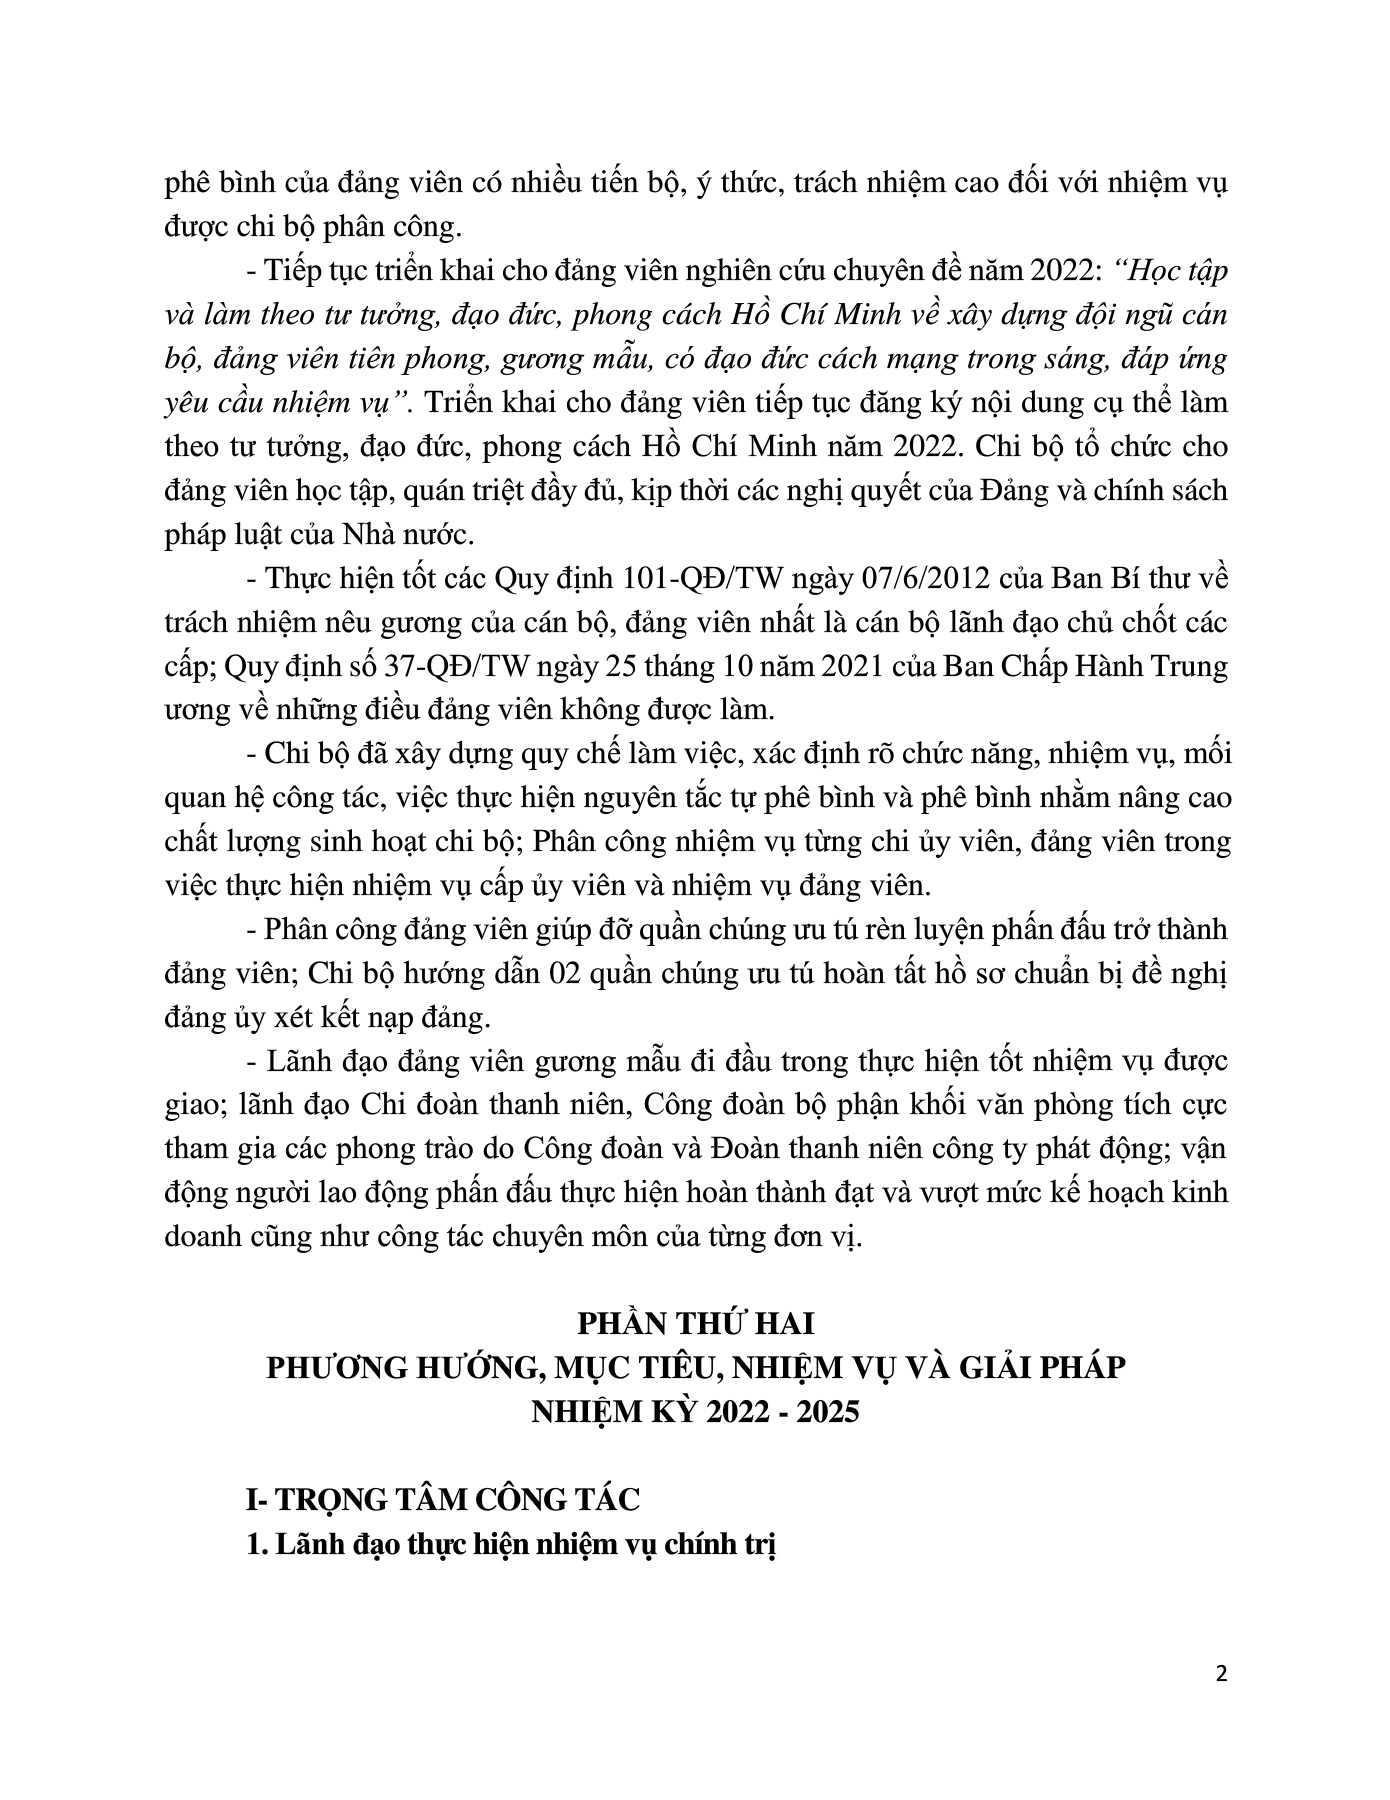 phê bình của đảng viên có nhiều tiến bộ, ý thức, trách nhiệm cao đối với nhiệm vụ
được chi bộ phân công.
- Tiếp tục triển khai cho đảng viên nghiên cứu chuyên đề năm 2022: “Học tập
và làm theo tư tưởng, đạo đức, phong cách Hồ Chí Minh về xây dựng đội ngũ cán
bộ, đảng viên tiên phong, gương mẫu, có đạo đức cách mạng trong sáng, đáp ứng
yêu cầu nhiệm vụ”. Triển khai cho đảng viên tiếp tục đăng ký nội dung cụ thể làm
theo tư tưởng, đạo đức, phong cách Hồ Chí Minh năm 2022. Chi bộ tổ chức cho
đảng viên học tập, quán triệt đầy đủ, kịp thời các nghị quyết của Đảng và chính sách
pháp luật của Nhà nước.
- Thực hiện tốt các Quy định 101-QĐ/TW ngày 07/6/2012 của Ban Bí thư về
trách nhiệm nêu gương của cán bộ, đảng viên nhất là cán bộ lãnh đạo chủ chốt các
cấp; Quy định số 37-QĐ/TW ngày 25 tháng 10 năm 2021 của Ban Chấp Hành Trung
ương về những điều đảng viên không được làm.
- Chi bộ đã xây dựng quy chế làm việc, xác định rõ chức năng, nhiệm vụ, mối
quan hệ công tác, việc thực hiện nguyên tắc tự phê bình và phê bình nhằm nâng cao
chất lượng sinh hoạt chi bộ; Phân công nhiệm vụ từng chi ủy viên, đảng viên trong
việc thực hiện nhiệm vụ cấp ủy viên và nhiệm vụ đảng viên.
- Phân công đảng viên giúp đỡ quần chúng ưu tú rèn luyện phấn đấu trở thành
đảng viên; Chi bộ hướng dẫn 02 quần chúng ưu tú hoàn tất hồ sơ chuẩn bị đề nghị
đảng ủy xét kết nạp đảng.
- Lãnh đạo đảng viên gương mẫu đi đầu trong thực hiện tốt nhiệm vụ được
giao; lãnh đạo Chi đoàn thanh niên, Công đoàn bộ phận khối văn phòng tích cực
tham gia các phong trào do Công đoàn và Đoàn thanh niên công ty phát động; vận
động người lao động phấn đấu thực hiện hoàn thành đạt và vượt mức kế hoạch kinh
doanh cũng như công tác chuyên môn của từng đơn vị.
PHẦN THỨ HAI
PHƯƠNG HƯỚNG, MỤC TIÊU, NHIỆM VỤ VÀ GIẢI PHÁP
NHIỆM KỲ 2022 - 2025
I- TRỌNG TÂM CÔNG TÁC
1. Lãnh đạo thực hiện nhiệm vụ chính trị
2